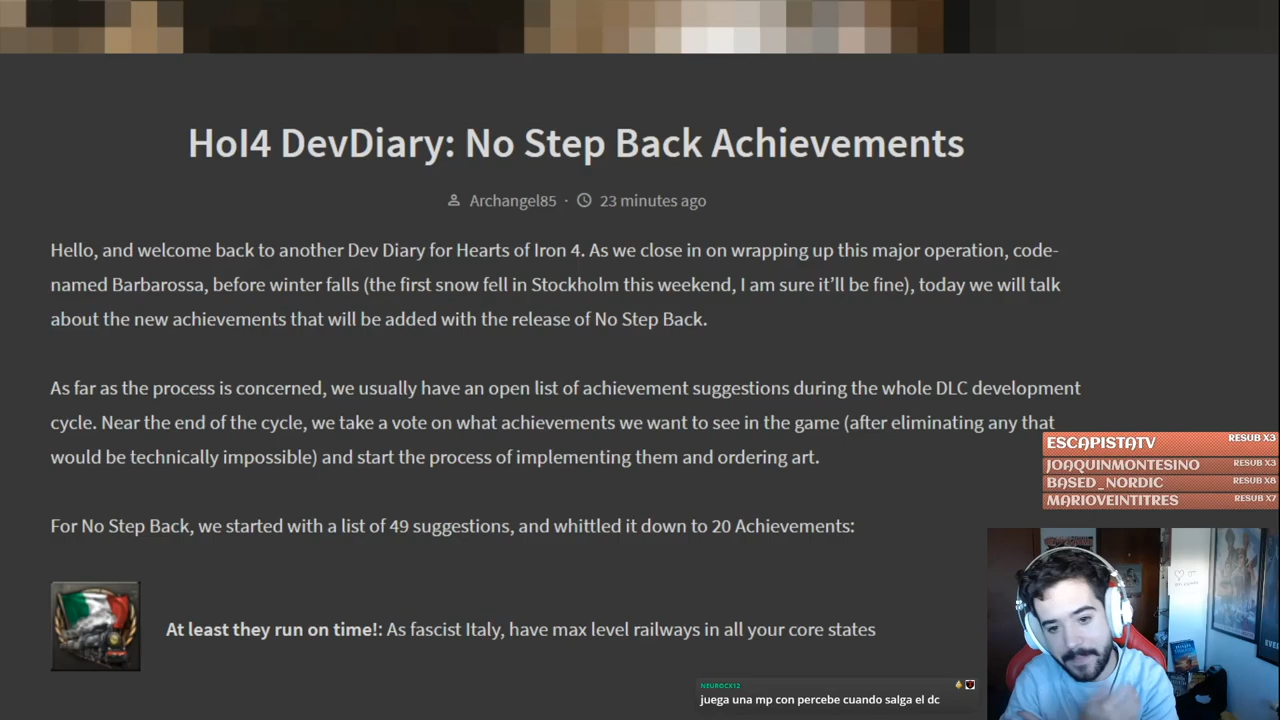 HoI4 DevDiary: No Step Back Achievements
Archangel85 · 23 minutes ago
Hello, and welcome back to another Dev Diary for Hearts of Iron 4. As we close in on wrapping up this major operation, code-
named Barbarossa, before winter falls (the first snow fell in Stockholm this weekend, I am sure it'll be fine), today we will talk
about the new achievements that will be added with the release of No Step Back.
As far as the process is concerned, we usually have an open list of achievement suggestions during the whole DLC development
cycle. Near the end of the cycle, we take a vote on what achievements we want to see in the game (after eliminating any that
would be technically impossible) and start the process of implementing them and ordering art.
For No Step Back, we started with a list of 49 suggestions, and whittled it down to 20 Achievements:
At least they run on time!: As fascist Italy, have max level railways in all your core states
ESCAPISTATV RESUB X3
JOAQUINMONTESINO RESUB X3
BASED_NORDIC RESUB X8
MARIOVEINTITRES RESUB X7
NEUROCX12
juega una mp con percebe cuando salga el dc